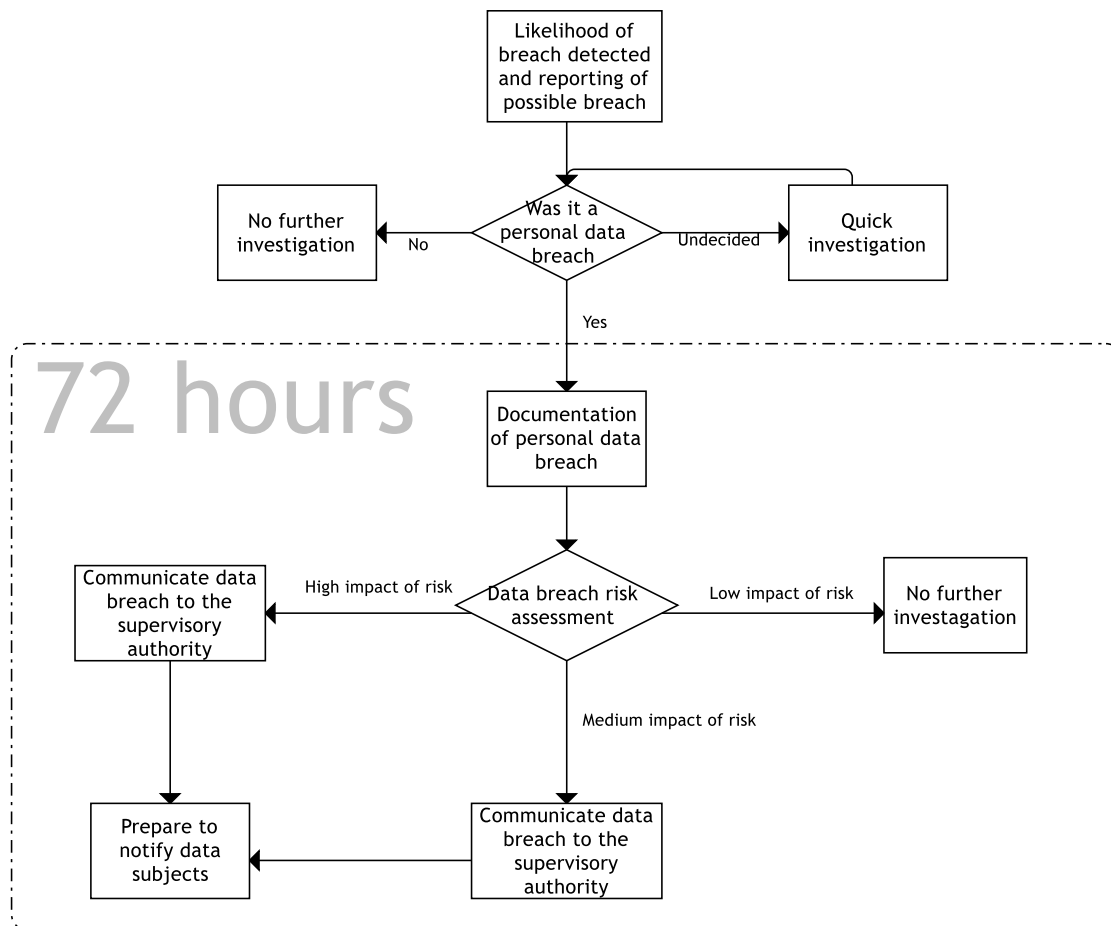 Likelihood of
breach detected
and reporting of
possible breach
No further
investigation
No
Was it a
personal data
breach
Undecided
Quick
investigation
Yes
72 hours
Documentation
of personal data
breach
Communicate data
breach to the
supervisory
authority
High impact of risk
Data breach risk
assessment
Low impact of risk
No further
investagation
Medium impact of risk
Prepare to
notify data
subjects
Communicate data
breach to the
supervisory
authority